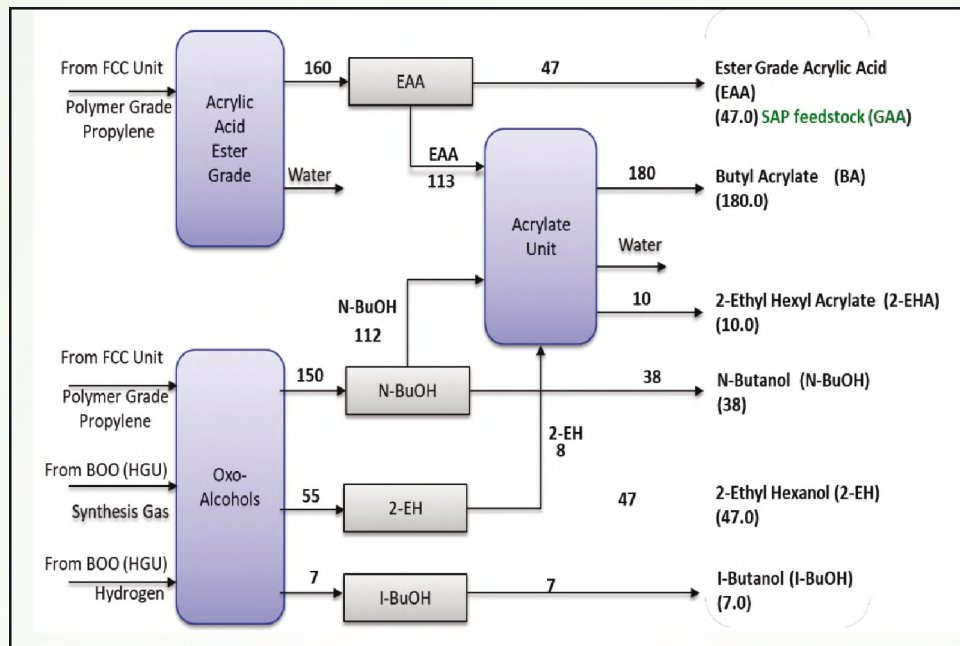 From FCC Unit
Polymer Grade
Propylene
Acrylic
Acid
Ester
Grade
160
EAA
47
Ester Grade Acrylic Acid
(EAA)
(47.0) SAP feedstock (GAA)
Water
EAA
113
Acrylate
Unit
180
Butyl Acrylate (BA)
(180.0)
Water
10
2-Ethyl Hexyl Acrylate (2-EHA)
(10.0)
N-BuOH
112
From FCC Unit
Polymer Grade
Propylene
150
N-BuOH
38
N-Butanol (N-BuOH)
(38)
2-EH
8
From BOO (HGU)
Synthesis Gas
Oxo-
Alcohols
55
2-EH
47
2-Ethyl Hexanol (2-EH)
(47.0)
From BOO (HGU)
Hydrogen
7
I-BuOH
7
I-Butanol (I-BuOH)
(7.0)